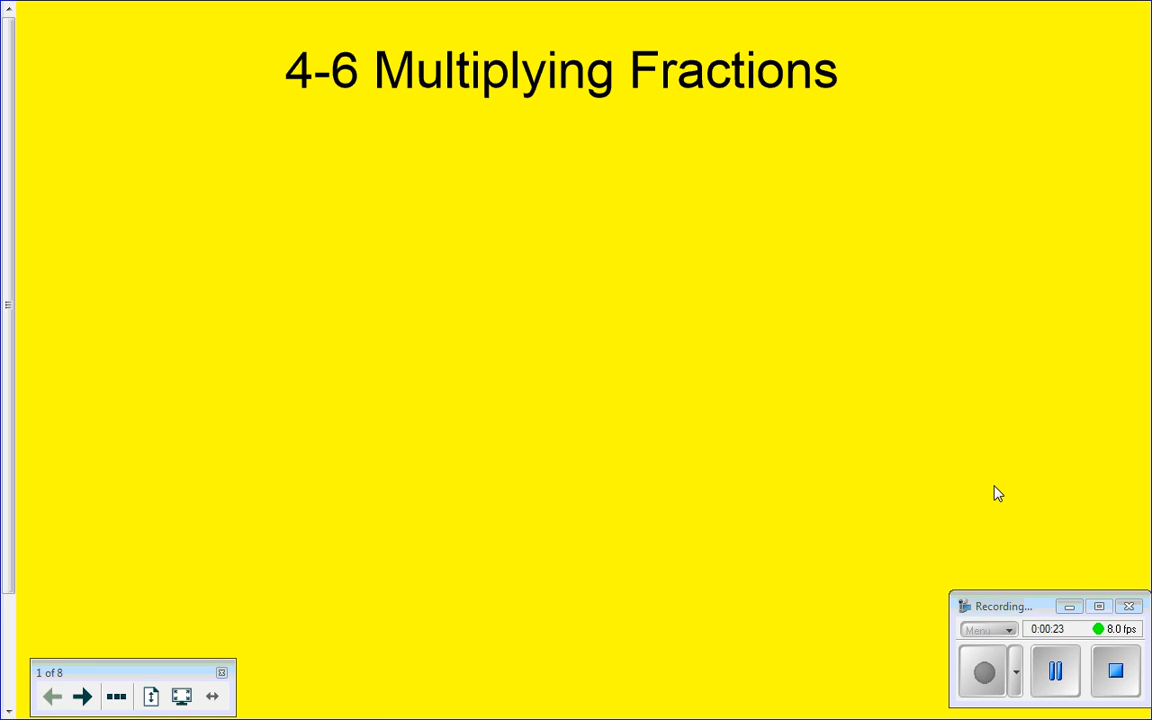 4-6 Multiplying Fractions
Recording...
Menu
0:00:23
8.0 fps
1 of 8